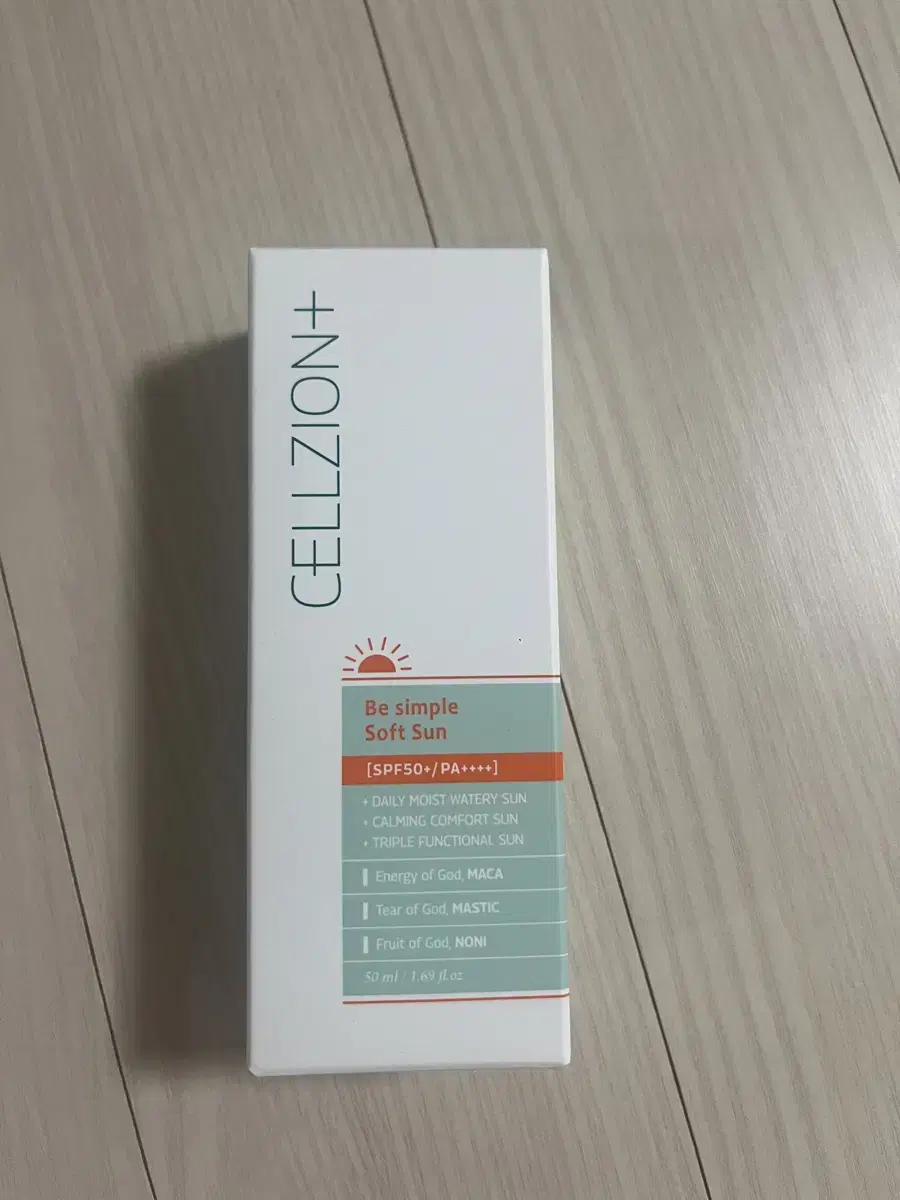 CELLZION+
Be simple
Soft Sun
[SPF50+/PA++++]
+ DAILY MOIST WATERY SUN
+ CALMING COMFORT SUN
+ TRIPLE FUNCTIONAL SUN
Energy of God, MACA
Tear of God, MASTIC
Fruit of God, NONI
50 ml / 1.69 fl.oz